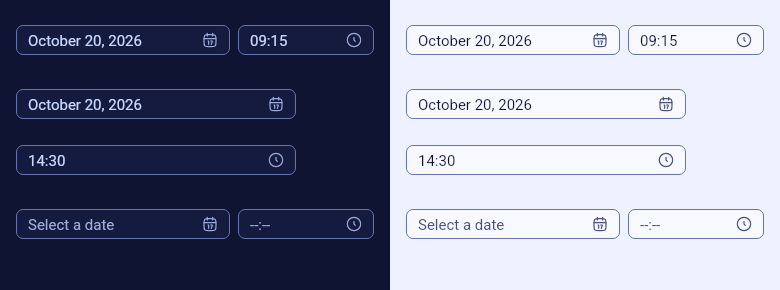 October 20, 2026 09:15 October 20, 2026 09:15
October 20, 2026 October 20, 2026
14:30 14:30
Select a date --:-- Select a date --:--